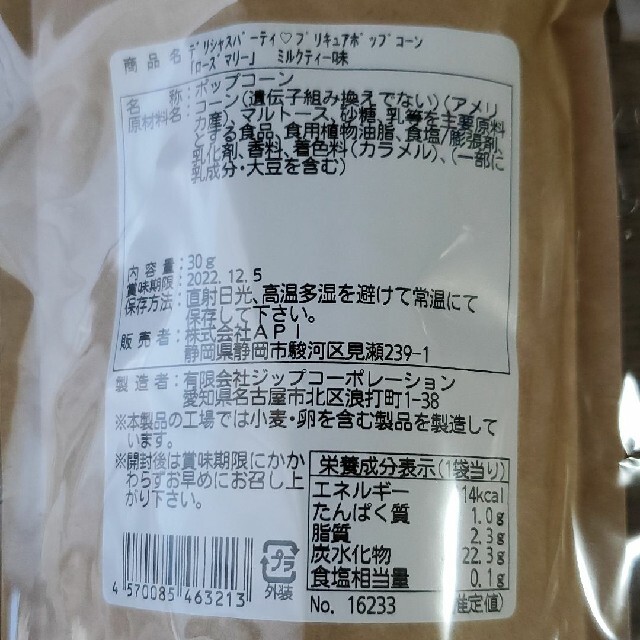 商品名 デリシャスパーティ♡プリキュアポップコーン
「ローズマリー」 ミルクティー味
名称：ポップコーン
原材料名：コーン(遺伝子組み換えでない)(アメリ
カ産)、マルトース、砂糖、乳等を主要原料
とする食品、食用植物油脂、食塩/膨張剤、
乳化剤、香料、着色料(カラメル)、(一部に
乳成分・大豆を含む)
内容量：30g
賞味期限：2022.12.5
保存方法：直射日光、高温多湿を避けて常温にて
保存して下さい。
販売者：株式会社API
静岡県静岡市駿河区見瀬239-1
製造者：有限会社ジップコーポレーション
愛知県名古屋市北区浪打町1-38
※本製品の工場では小麦・卵を含む製品を製造して
います。
※開封後は賞味期限にかか
わらずお早めにお召し上
がり下さい。
栄養成分表示(1袋当り)
エネルギー 14kcal
たんぱく質 1.0g
脂質 2.3g
炭水化物 22.3g
食塩相当量 0.1g
No. 16233 (推定値)
4 570085 463213
プラ
外装